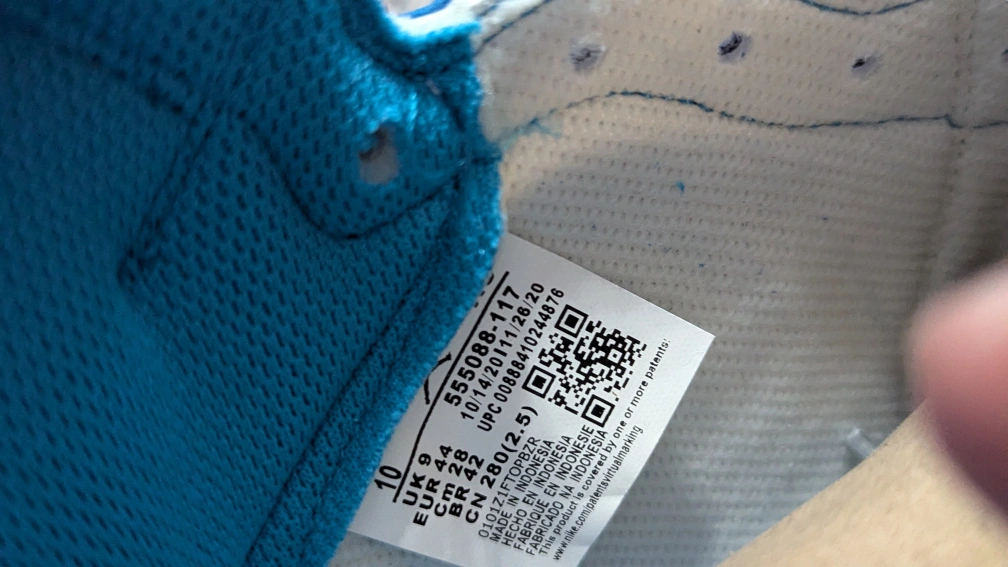 10
UK 9
EUR 44
Cm 28
BR 42
CN 280(2.5)
555088-117
10/14/20 11/26/20
UPC 00888410244876
MADE IN INDONESIA
HECHO EN INDONESIA
FABRIQUE EN INDONESIE
FABRICADO NA INDONESIA
This product is covered by one or more patents:
www.nike.com/patentsvirtualmarking